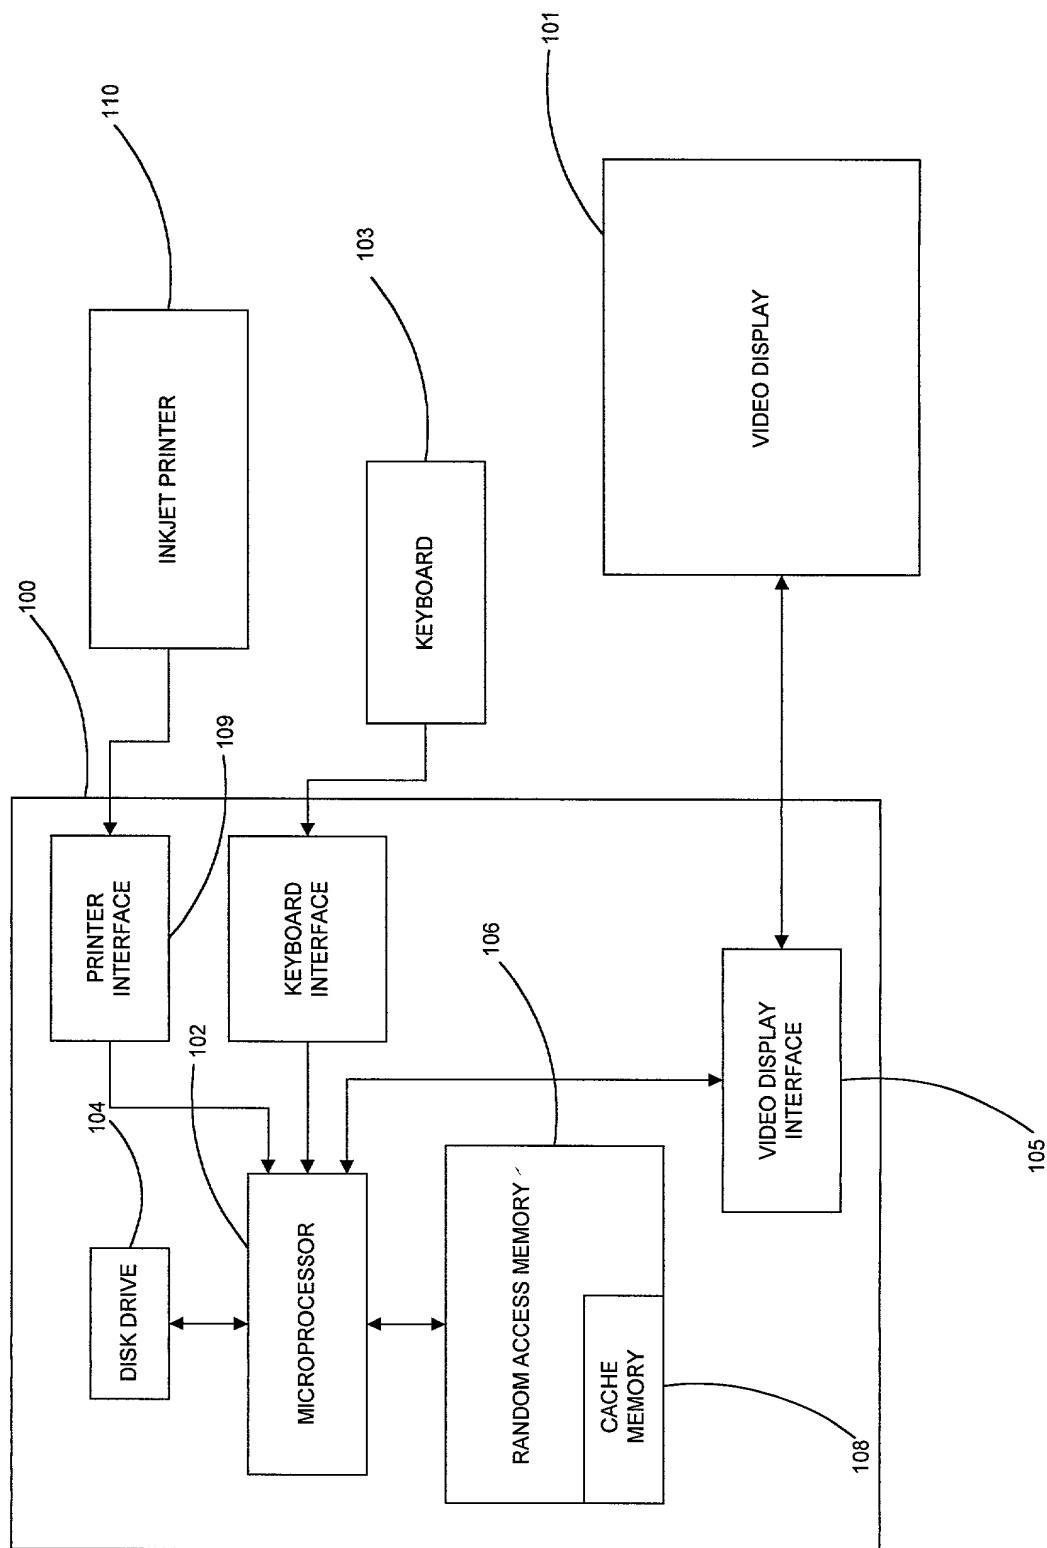 100
110
INKJET PRINTER
109
PRINTER
INTERFACE
104
DISK DRIVE
103
KEYBOARD
KEYBOARD
INTERFACE
102
MICROPROCESSOR
106
RANDOM ACCESS MEMORY
CACHE
MEMORY
108
101
VIDEO DISPLAY
VIDEO DISPLAY
INTERFACE
105